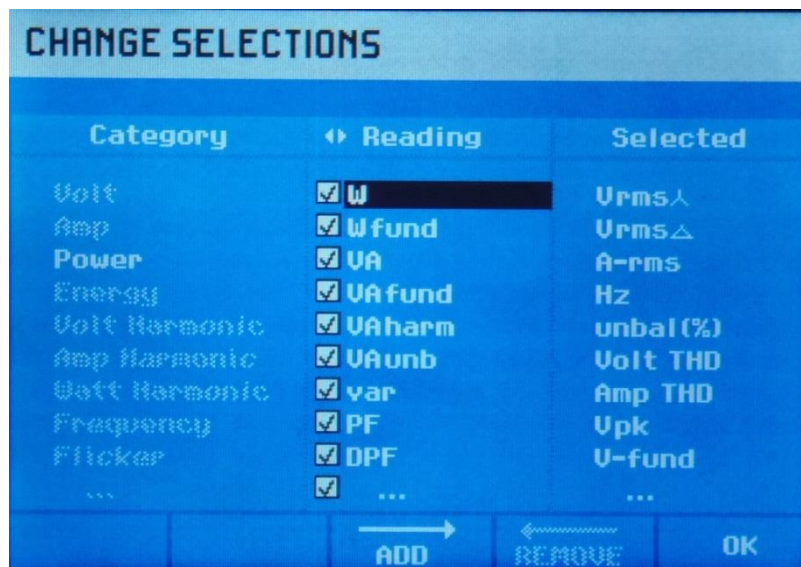 CHANGE SELECTIONS
Category Reading Selected
Volt W Vrms⅄
Amp Wfund Vrms△
Power VA A-rms
Energy VAfund Hz
Volt Harmonic VAharm unbal(%)
Amp Harmonic VAunb Volt THD
Watt Harmonic var Amp THD
Frequency PF Vpk
Flicker DPF V-fund
... ... ...
ADD REMOVE OK